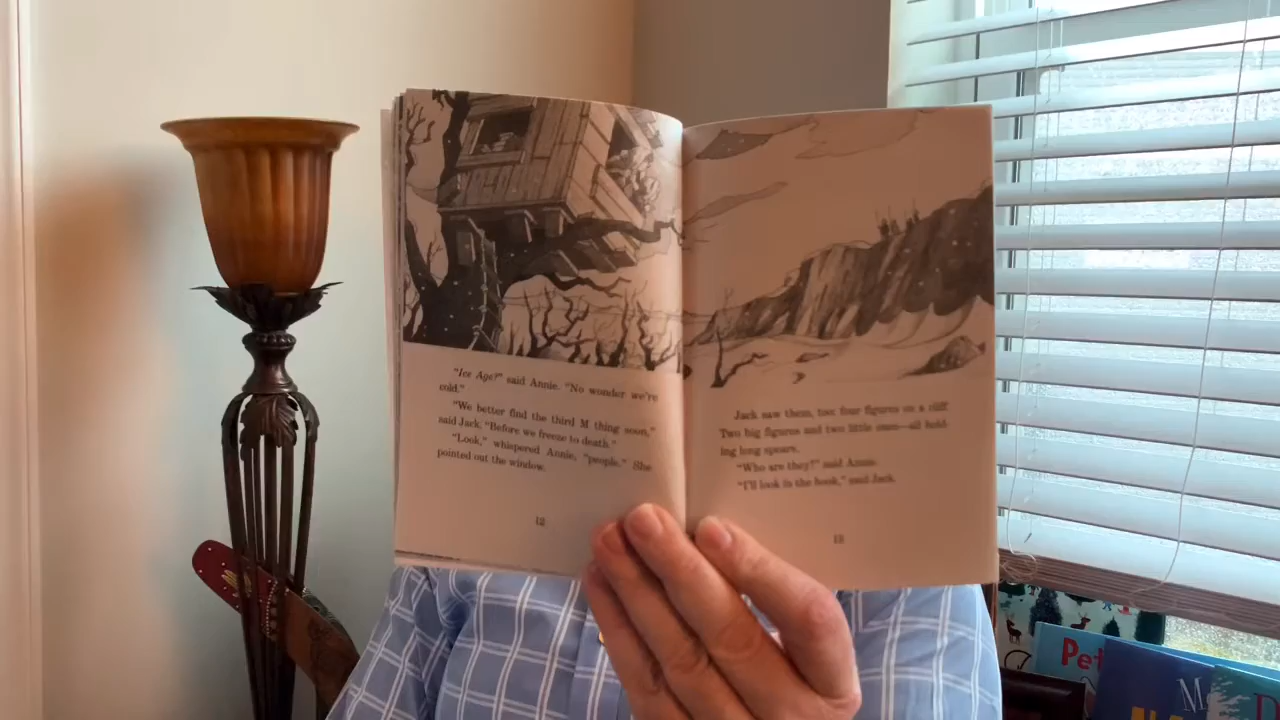 "Ice Age?" said Annie. "No wonder we're
cold."
"We better find the third M thing soon,"
said Jack. "Before we freeze to death."
"Look," whispered Annie, "people." She
pointed out the window.
12
Jack saw them, too: four figures on a cliff.
Two big figures and two little ones—all hold-
ing long spears.
"Who are they?" said Annie.
"I'll look in the book," said Jack.
13
Pet